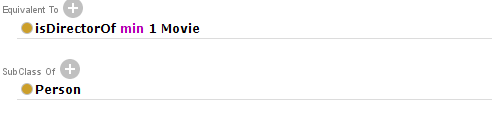 Equivalent To
isDirectorOf min 1 Movie
SubClass Of
Person